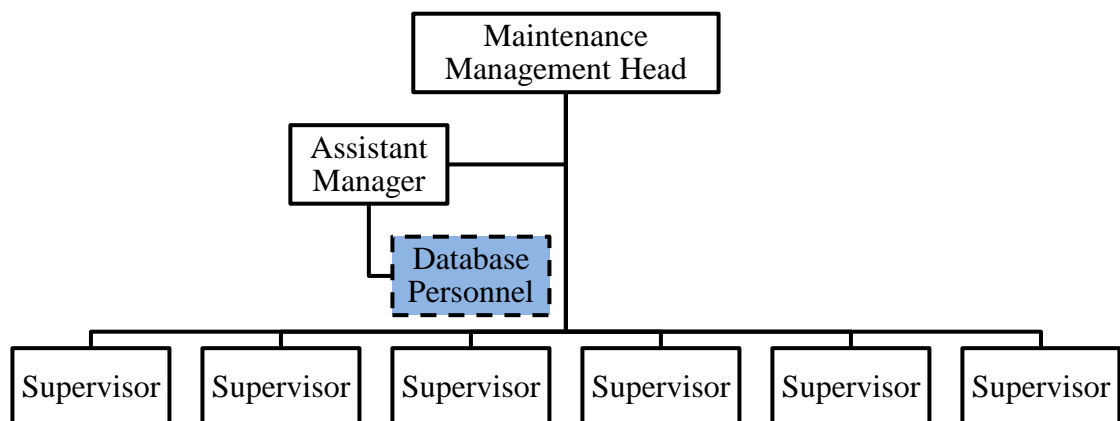 Maintenance
Management Head
Assistant
Manager
Database
Personnel
Supervisor
Supervisor
Supervisor
Supervisor
Supervisor
Supervisor